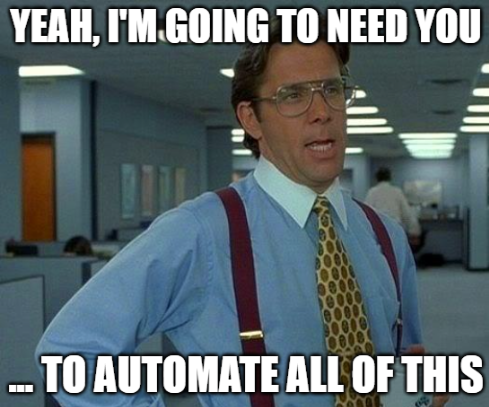 YEAH, I'M GOING TO NEED YOU
... TO AUTOMATE ALL OF THIS